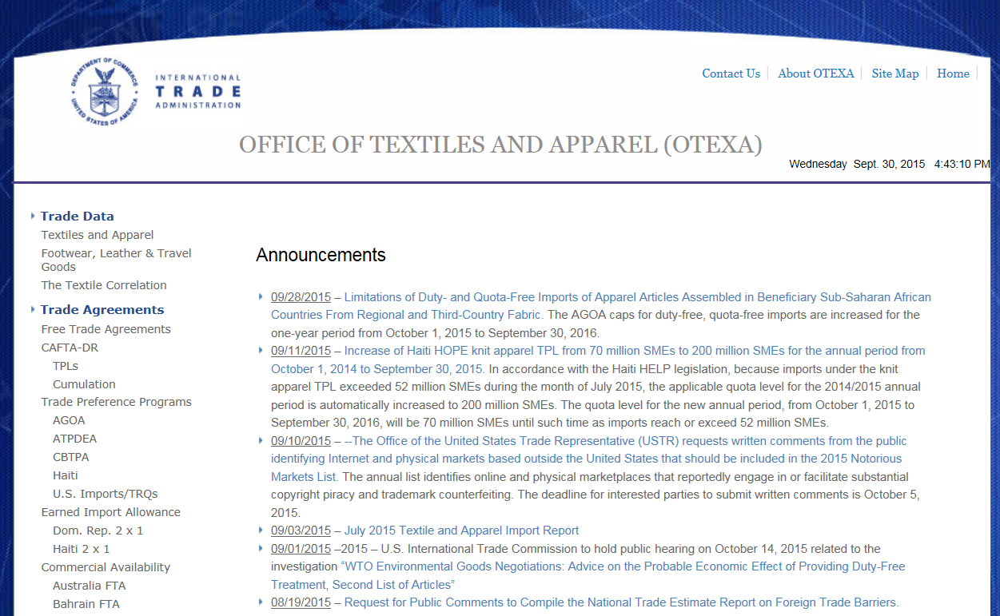 DEPARTMENT OF COMMERCE
UNITED STATES OF AMERICA
INTERNATIONAL
TRADE
ADMINISTRATION
Contact Us
About OTEXA
Site Map
Home
OFFICE OF TEXTILES AND APPAREL (OTEXA)
Wednesday Sept. 30, 2015 4:43:10 PM
Trade Data
Textiles and Apparel
Footwear, Leather & Travel
Goods
The Textile Correlation
Trade Agreements
Free Trade Agreements
CAFTA-DR
TPLs
Cumulation
Trade Preference Programs
AGOA
ATPDEA
CBTPA
Haiti
U.S. Imports/TRQs
Earned Import Allowance
Dom. Rep. 2 x 1
Haiti 2 x 1
Commercial Availability
Australia FTA
Bahrain FTA
Announcements
09/28/2015 – Limitations of Duty- and Quota-Free Imports of Apparel Articles Assembled in Beneficiary Sub-Saharan African
Countries From Regional and Third-Country Fabric. The AGOA caps for duty-free, quota-free imports are increased for the
one-year period from October 1, 2015 to September 30, 2016.
09/11/2015 – Increase of Haiti HOPE knit apparel TPL from 70 million SMEs to 200 million SMEs for the annual period from
October 1, 2014 to September 30, 2015. In accordance with the Haiti HELP legislation, because imports under the knit
apparel TPL exceeded 52 million SMEs during the month of July 2015, the applicable quota level for the 2014/2015 annual
period is automatically increased to 200 million SMEs. The quota level for the new annual period, from October 1, 2015 to
September 30, 2016, will be 70 million SMEs until such time as imports reach or exceed 52 million SMEs.
09/10/2015 – --The Office of the United States Trade Representative (USTR) requests written comments from the public
identifying Internet and physical markets based outside the United States that should be included in the 2015 Notorious
Markets List. The annual list identifies online and physical marketplaces that reportedly engage in or facilitate substantial
copyright piracy and trademark counterfeiting. The deadline for interested parties to submit written comments is October 5,
2015.
09/03/2015 – July 2015 Textile and Apparel Import Report
09/01/2015 –2015 – U.S. International Trade Commission to hold public hearing on October 14, 2015 related to the
investigation “WTO Environmental Goods Negotiations: Advice on the Probable Economic Effect of Providing Duty-Free
Treatment, Second List of Articles”
08/19/2015 – Request for Public Comments to Compile the National Trade Estimate Report on Foreign Trade Barriers.